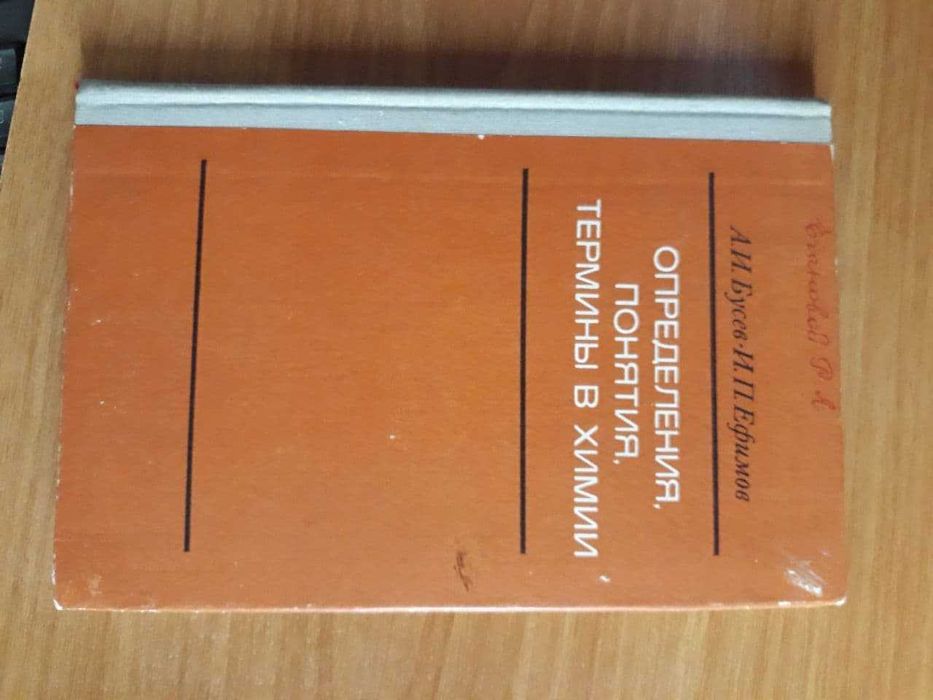 Р. А.
А. И. Бусев · И. П. Ефимов
ОПРЕДЕЛЕНИЯ,
ПОНЯТИЯ,
ТЕРМИНЫ В ХИМИИ